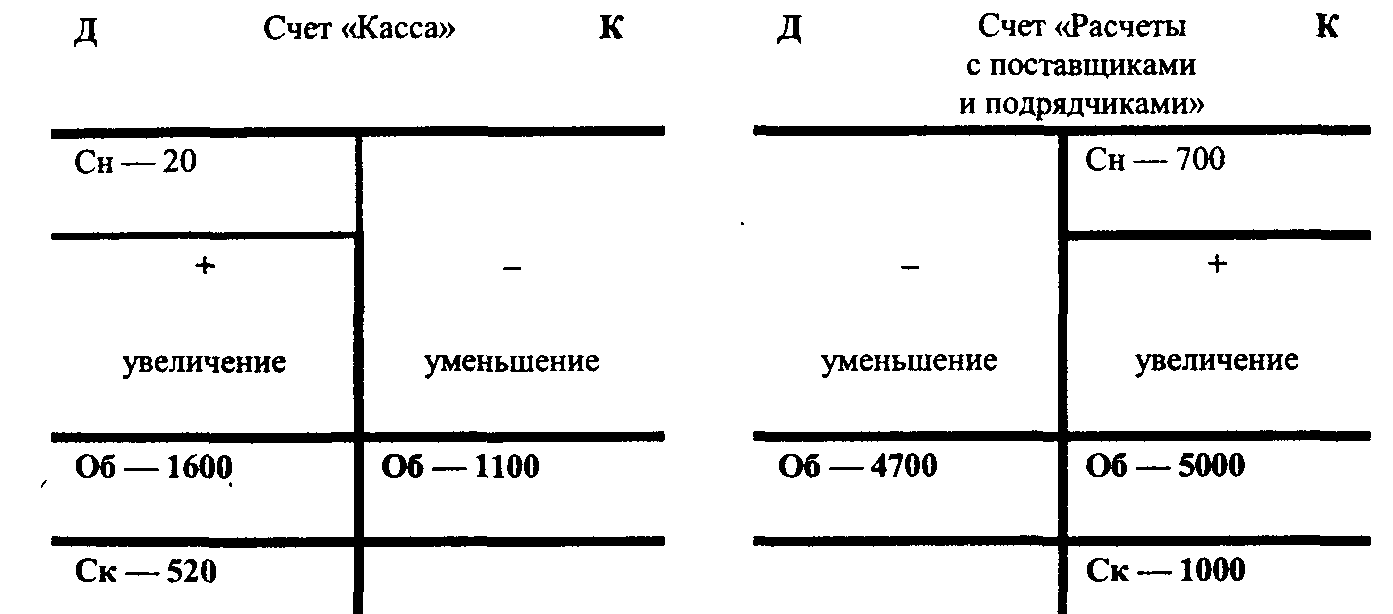 Д Счет «Касса» К
Сн — 20
+ –
увеличение уменьшение
Об — 1600 Об — 1100
Ск — 520
Д Счет «Расчеты К
с поставщиками
и подрядчиками»
Сн — 700
– +
уменьшение увеличение
Об — 4700 Об — 5000
Ск — 1000